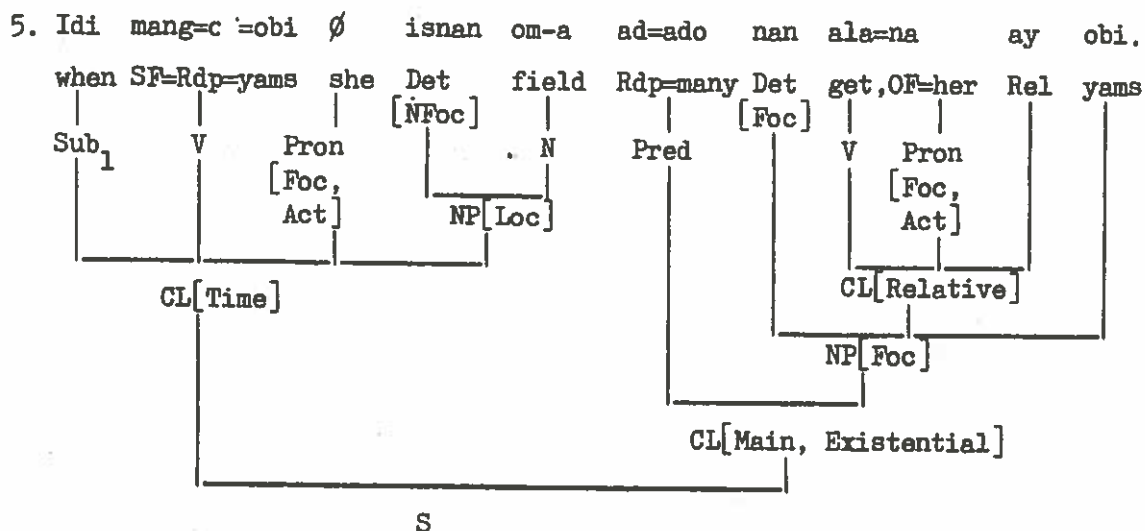 5. Idi mang=c'=obi ø isnan om-a ad=ado nan ala=na ay obi.
when SF=Rdp=yams she Det field Rdp=many Det get,OF=her Rel yams
[NFoc] [Foc]
Sub1 V Pron N Pred V Pron
[Foc, [Foc,
Act] Act]
NP[Loc]
CL[Time] CL[Relative]
NP[Foc]
CL[Main, Existential]
S